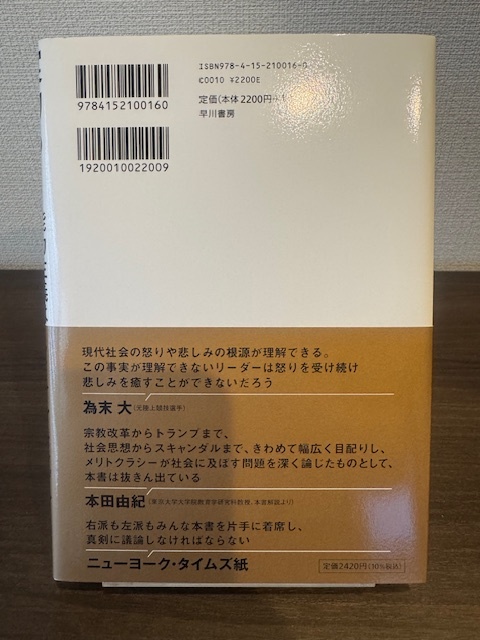 ISBN978-4-15-210016-0
C0010 ¥2200E
定価(本体2200円+
早川書房
9784152100160
1920010022009
現代社会の怒りや悲しみの根源が理解できる。
この事実が理解できないリーダーは怒りを受け続け
悲しみを癒すことができないだろう
為末 大(元陸上競技選手)
宗教改革からトランプまで、
社会思想からスキャンダルまで、きわめて幅広く目配りし、
メリトクラシーが社会に及ぼす問題を深く論じたものとして、
本書は抜きん出ている
本田由紀(東京大学大学院教育学研究科教授、本書解説より)
右派も左派もみんな本書を片手に着席し、
真剣に議論しなければならない
ニューヨーク・タイムズ紙
定価2420円(10%税込)